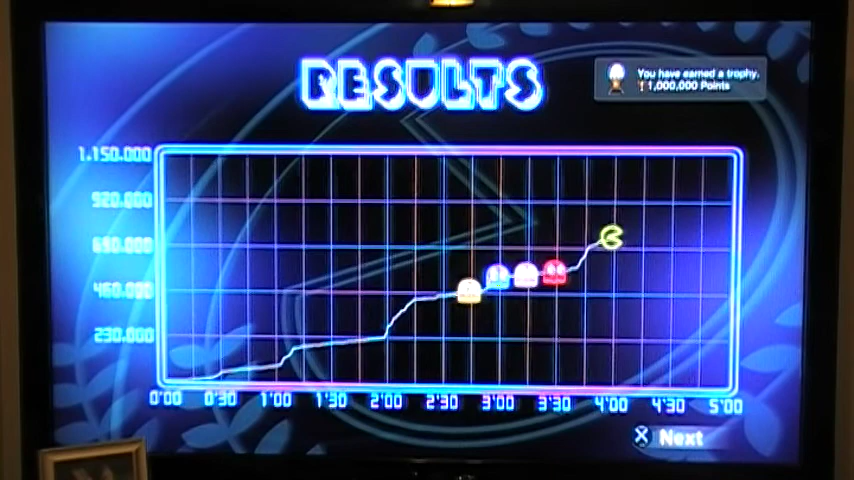 RESULTS
You have earned a trophy.
1,000,000 Points
1.150.000
920.000
690.000
460.000
230.000
0'00 0'30 1'00 1'30 2'00 2'30 3'00 3'30 4'00 4'30 5'00
X Next